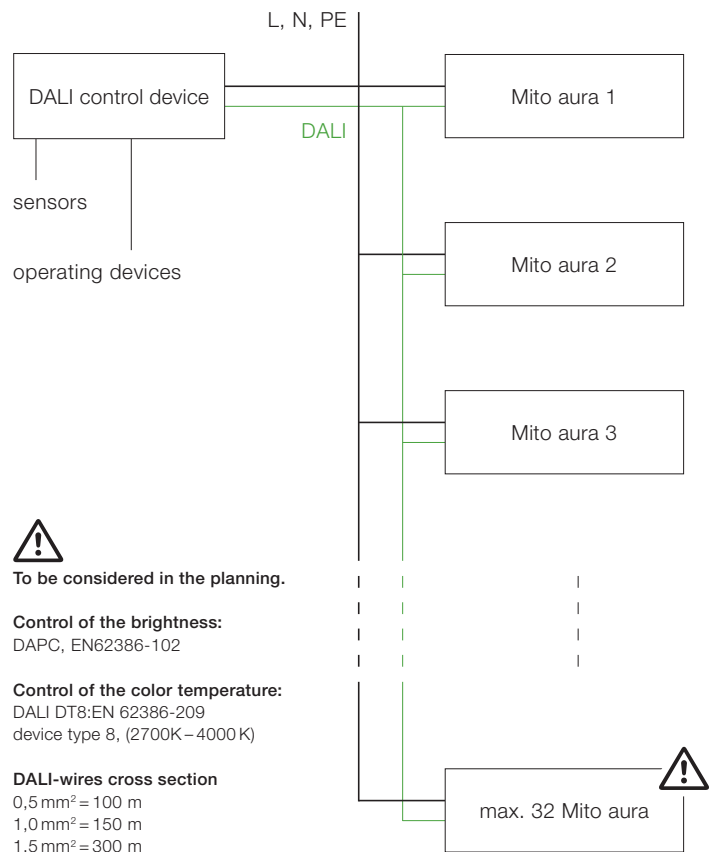 L, N, PE
DALI control device
Mito aura 1
DALI
sensors
Mito aura 2
operating devices
Mito aura 3
To be considered in the planning.
Control of the brightness:
DAPC, EN62386-102
Control of the color temperature:
DALI DT8:EN 62386-209
device type 8, (2700K – 4000 K)
DALI-wires cross section
0,5 mm² = 100 m
1,0 mm² = 150 m
1,5 mm² = 300 m
max. 32 Mito aura